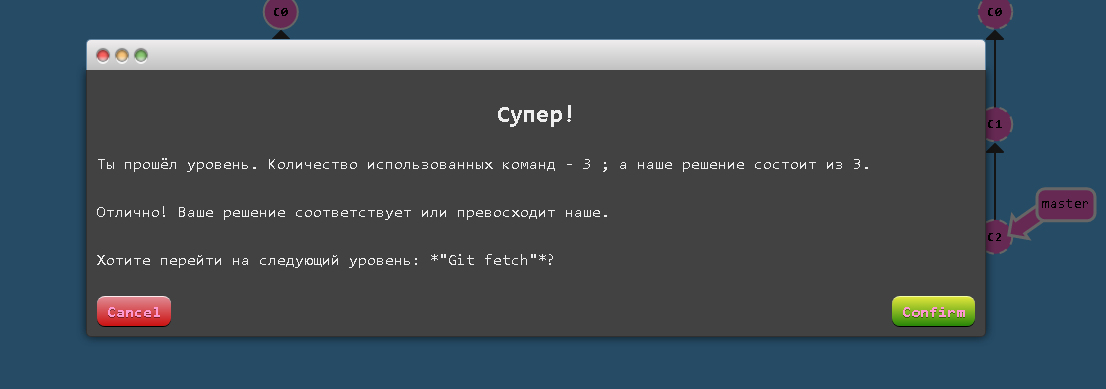 C0
C0
Супер!
C1
Ты прошёл уровень. Количество использованных команд - 3 ; а наше решение состоит из 3.
master
Отлично! Ваше решение соответствует или превосходит наше.
C2
Хотите перейти на следующий уровень: *"Git fetch"*?
Cancel
Confirm